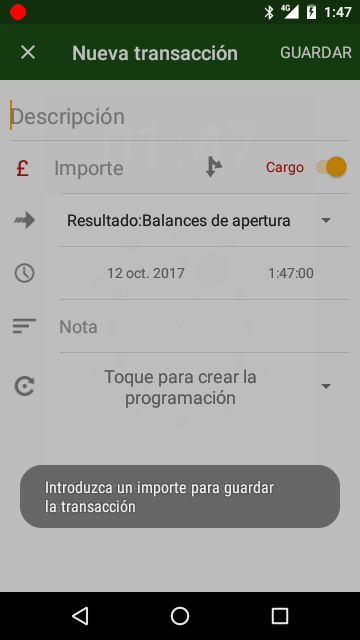 4G 1:47
Nueva transacción GUARDAR
Descripción
£ Importe Cargo
Resultado:Balances de apertura
12 oct. 2017 1:47:00
Nota
Toque para crear la
programación
Introduzca un importe para guardar
la transacción